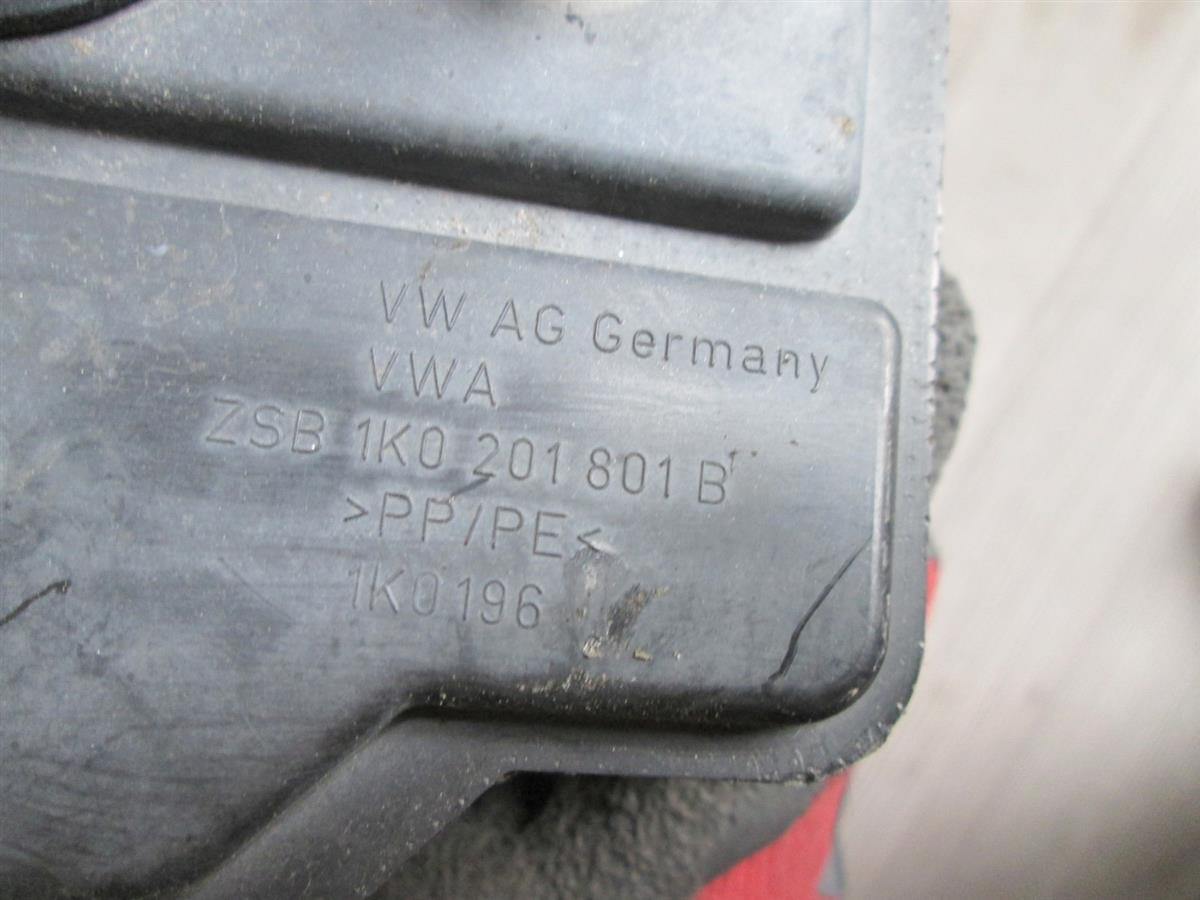 VW AG Germany
VWA
ZSB 1K0 201 801 B
>PP/PE<
1K0196